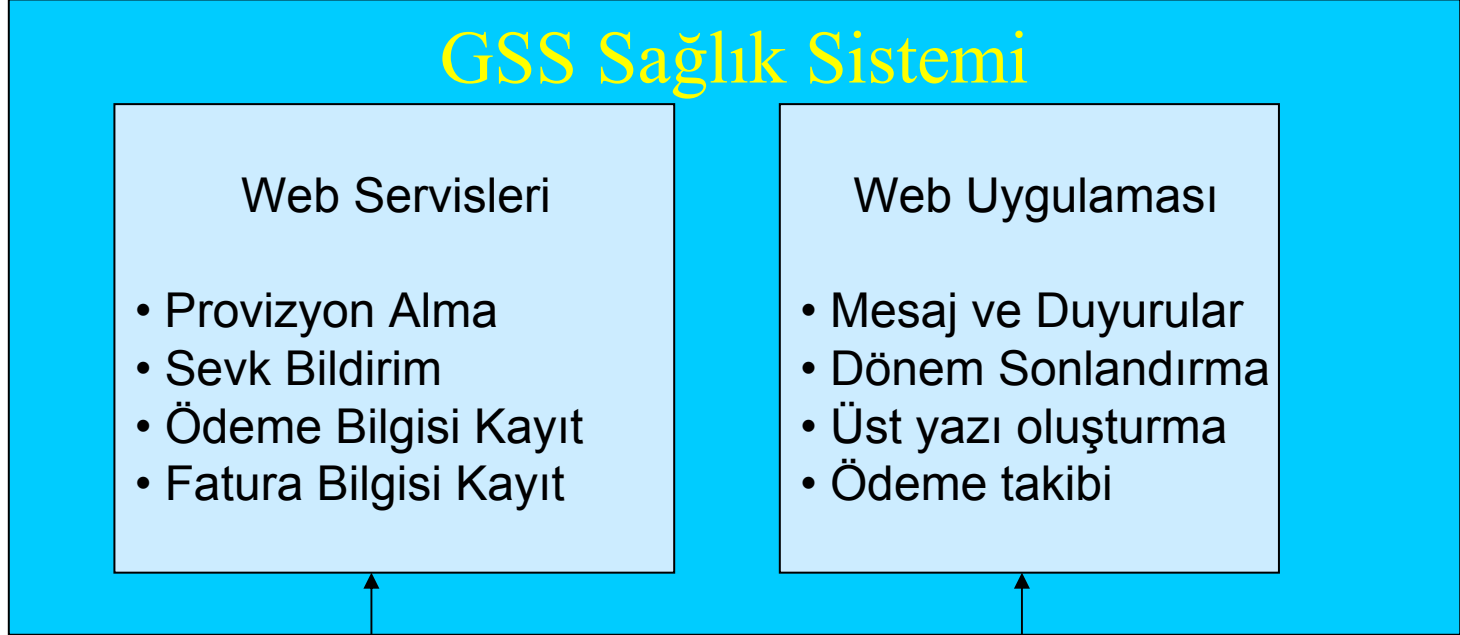 GSS Sağlık Sistemi
Web Servisleri
• Provizyon Alma
• Sevk Bildirim
• Ödeme Bilgisi Kayıt
• Fatura Bilgisi Kayıt
Web Uygulaması
• Mesaj ve Duyurular
• Dönem Sonlandırma
• Üst yazı oluşturma
• Ödeme takibi